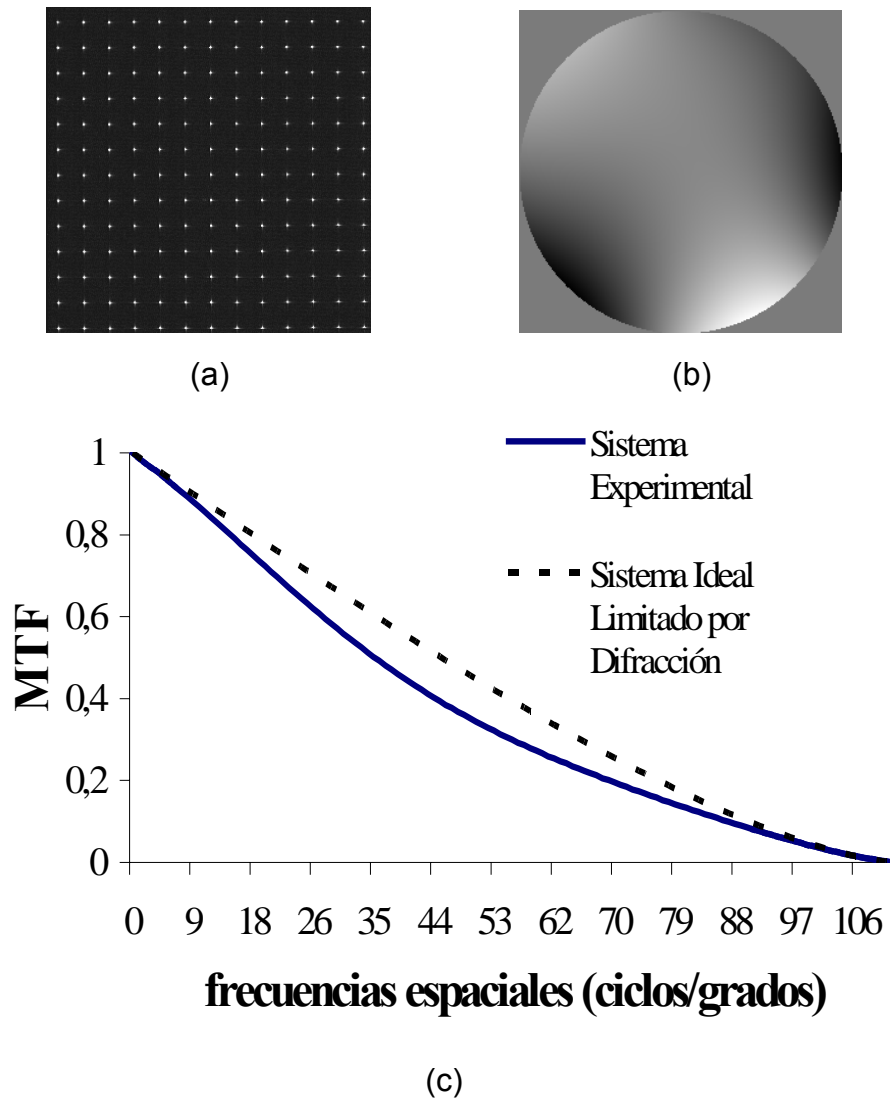 (a)
(b)
1
0,8
0,6
0,4
0,2
0
MTF
Sistema
Experimental
Sistema Ideal
Limitado por
Difracción
0 9 18 26 35 44 53 62 70 79 88 97 106
frecuencias espaciales (ciclos/grados)
(c)